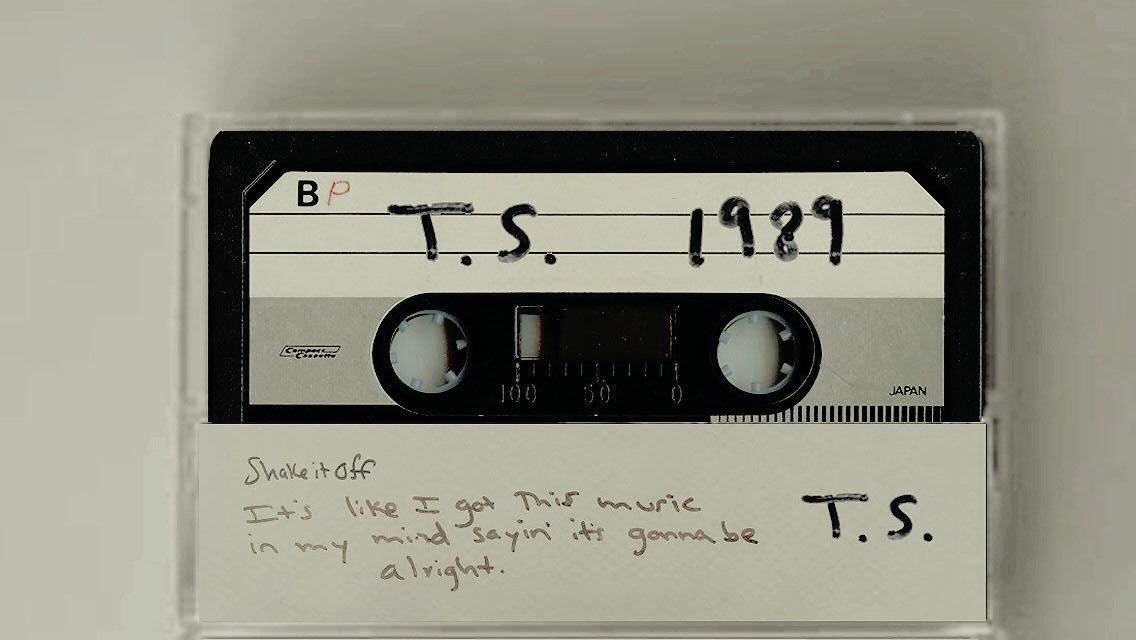 B P
T.S. 1989
Compact Cassette
100 50 0
JAPAN
Shake it Off
It's like I got This music
in my mind sayin' it's gonna be
alright.
T.S.